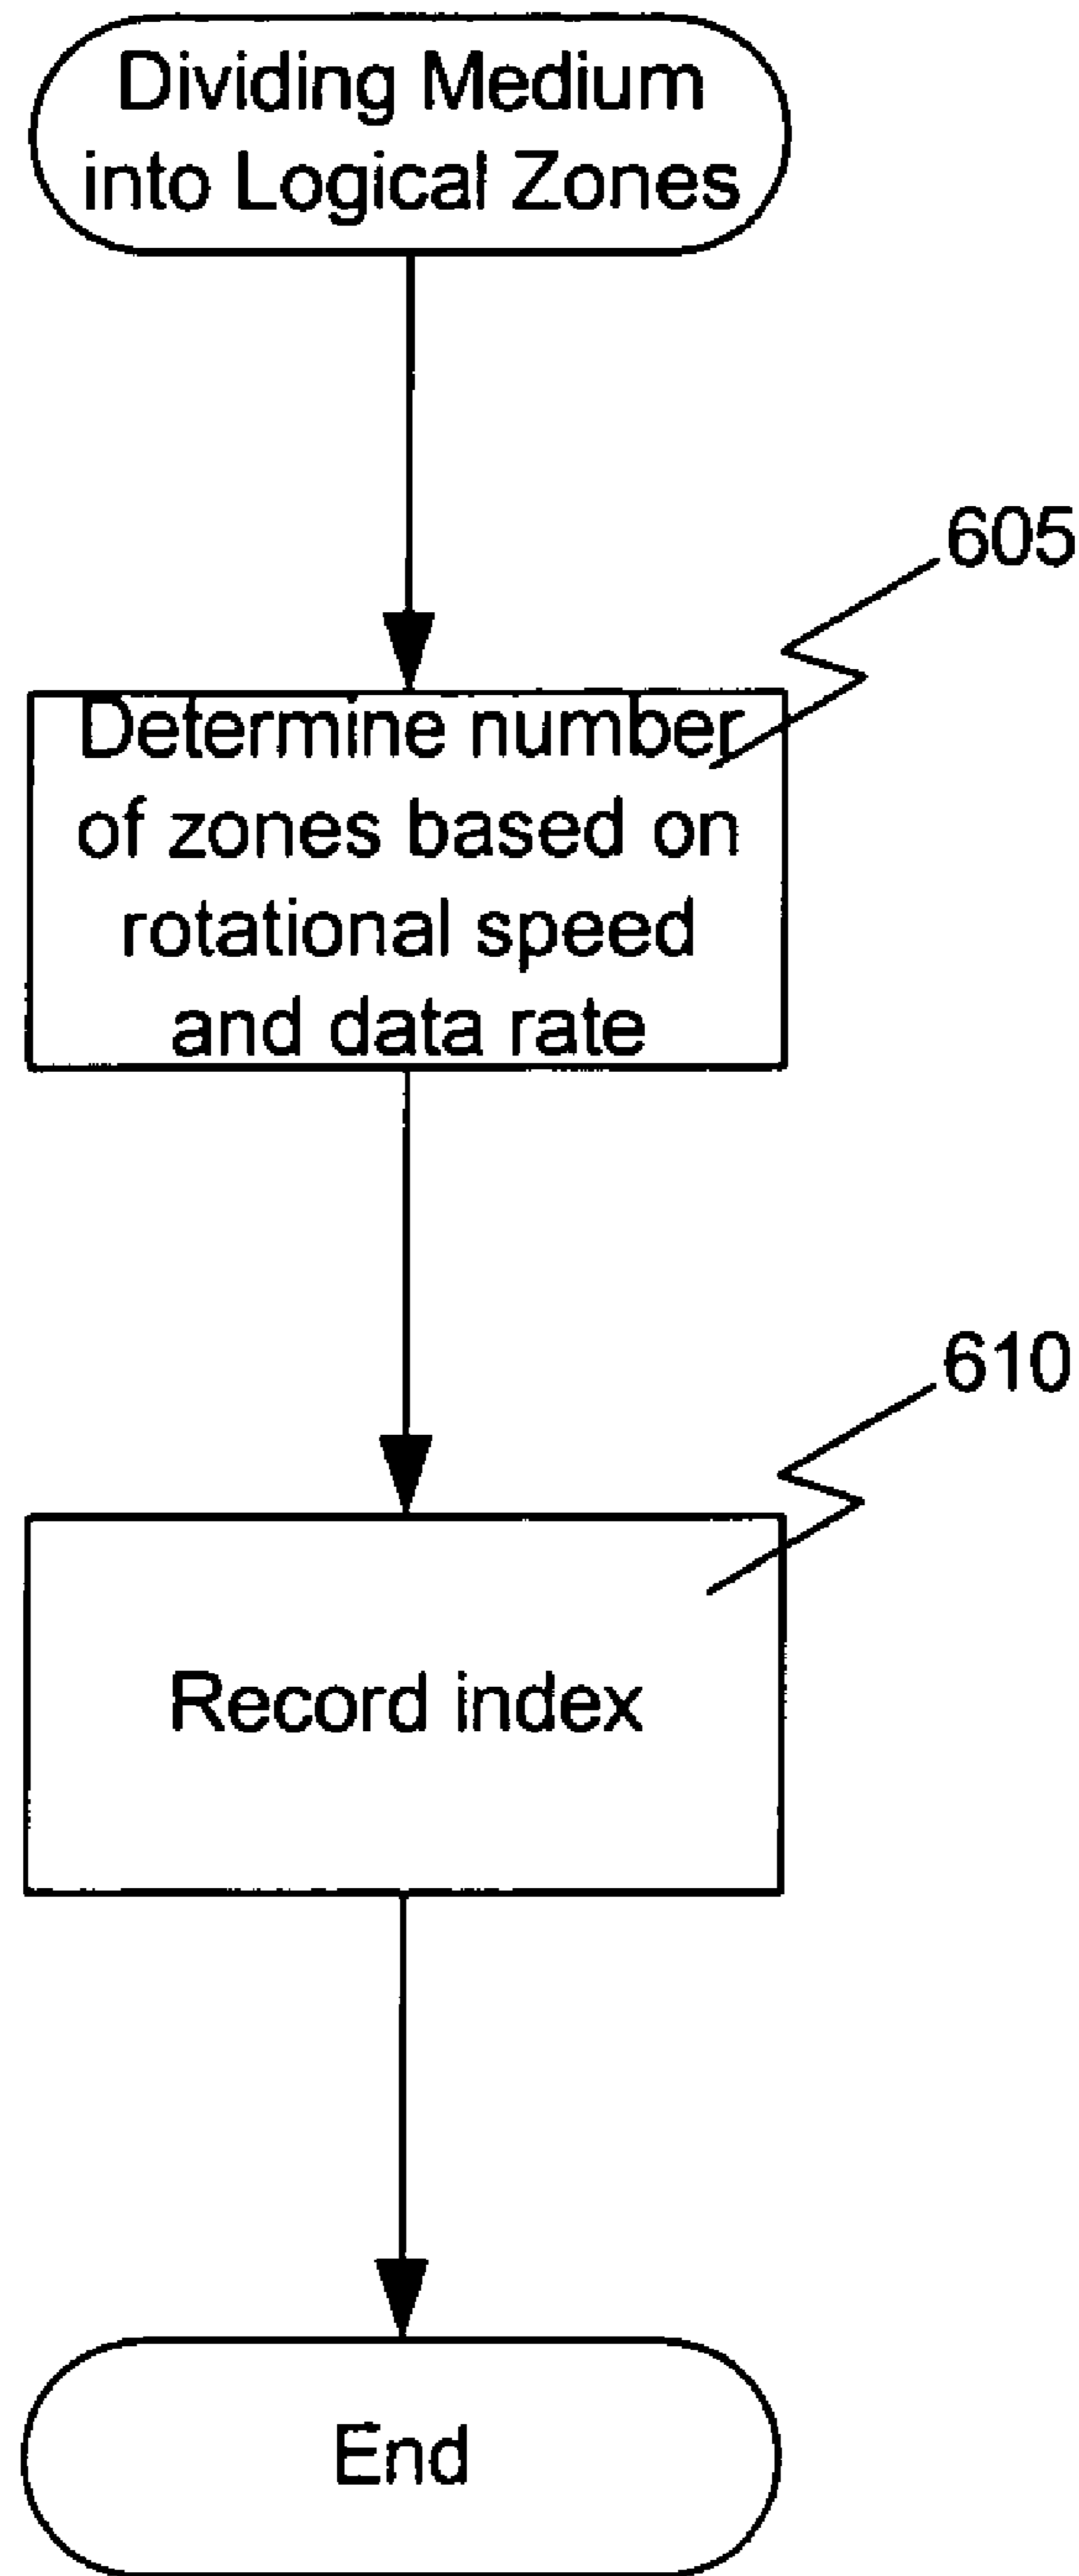 Dividing Medium
into Logical Zones
605
Determine number
of zones based on
rotational speed
and data rate
610
Record index
End